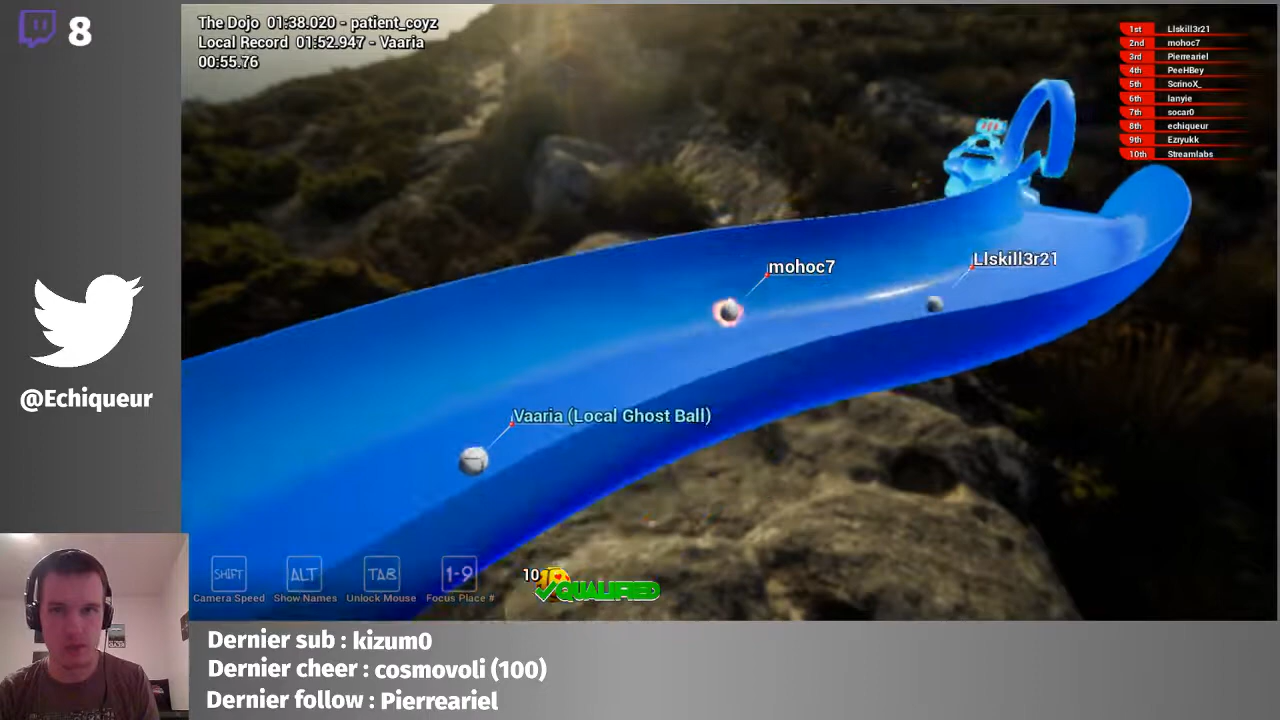 8
The Dojo 01:38.020 - patient_coyz
Local Record 01:52.947 - Vaaria
00:55.76
1st LIskill3r21
2nd mohoc7
3rd Pierreariel
4th PeeHBey
5th ScrinoX_
6th lanyie
7th socar0
8th echiqueur
9th Ezryukk
10th Streamlabs
mohoc7
LIskill3r21
@Echiqueur
Vaaria (Local Ghost Ball)
SHIFT ALT TAB 1-9
Camera Speed Show Names Unlock Mouse Focus Place #
10
QUALIFIED
Dernier sub : kizum0
Dernier cheer : cosmovoli (100)
Dernier follow : Pierreariel